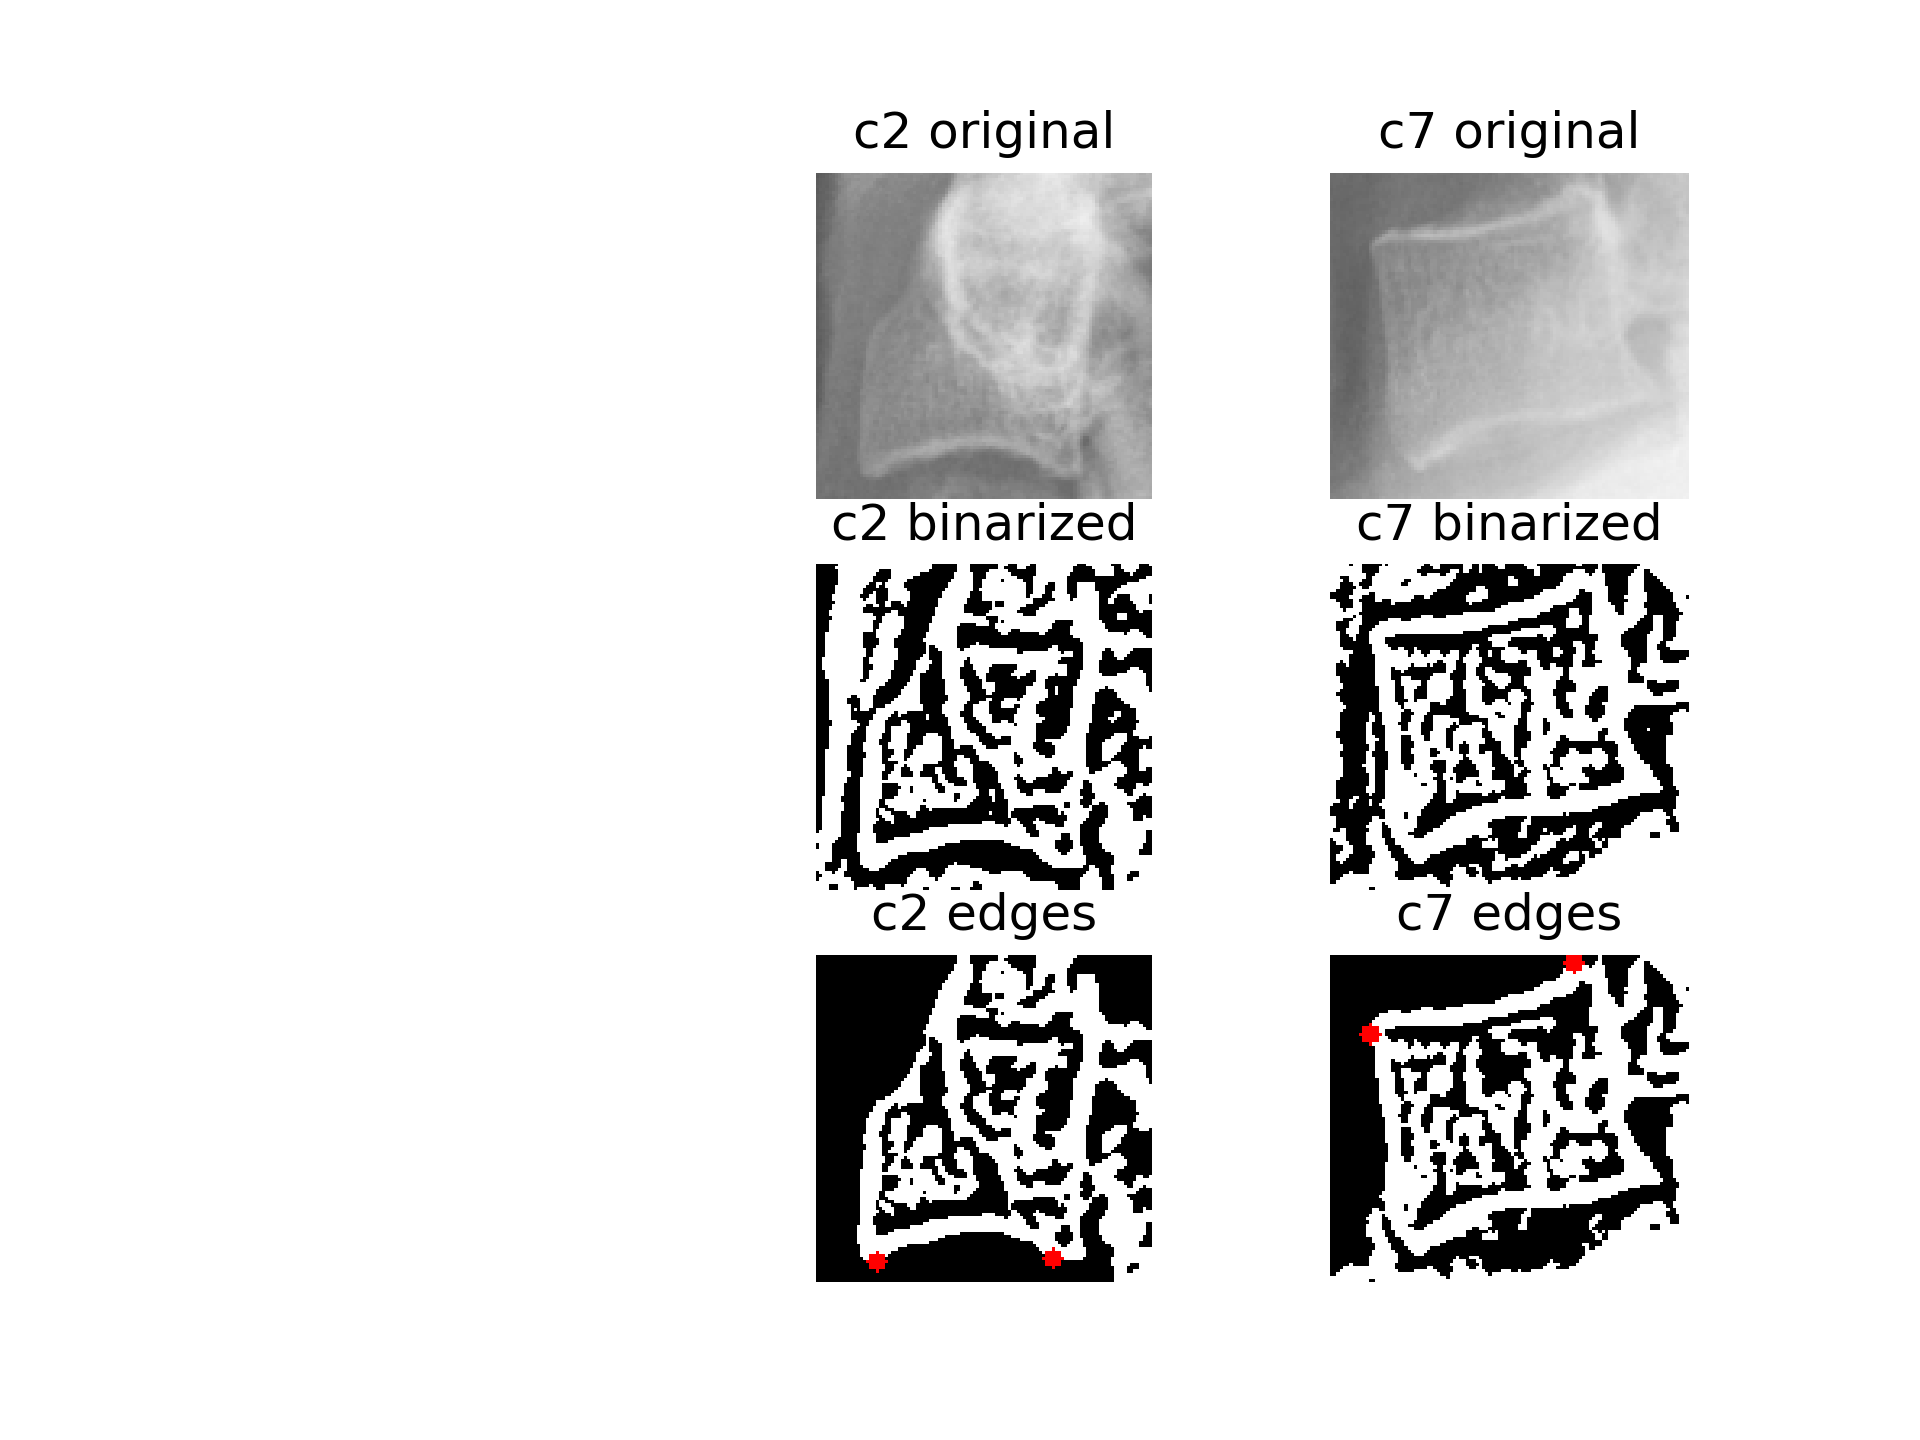 c2 original
c7 original
c2 binarized
c7 binarized
c2 edges
c7 edges